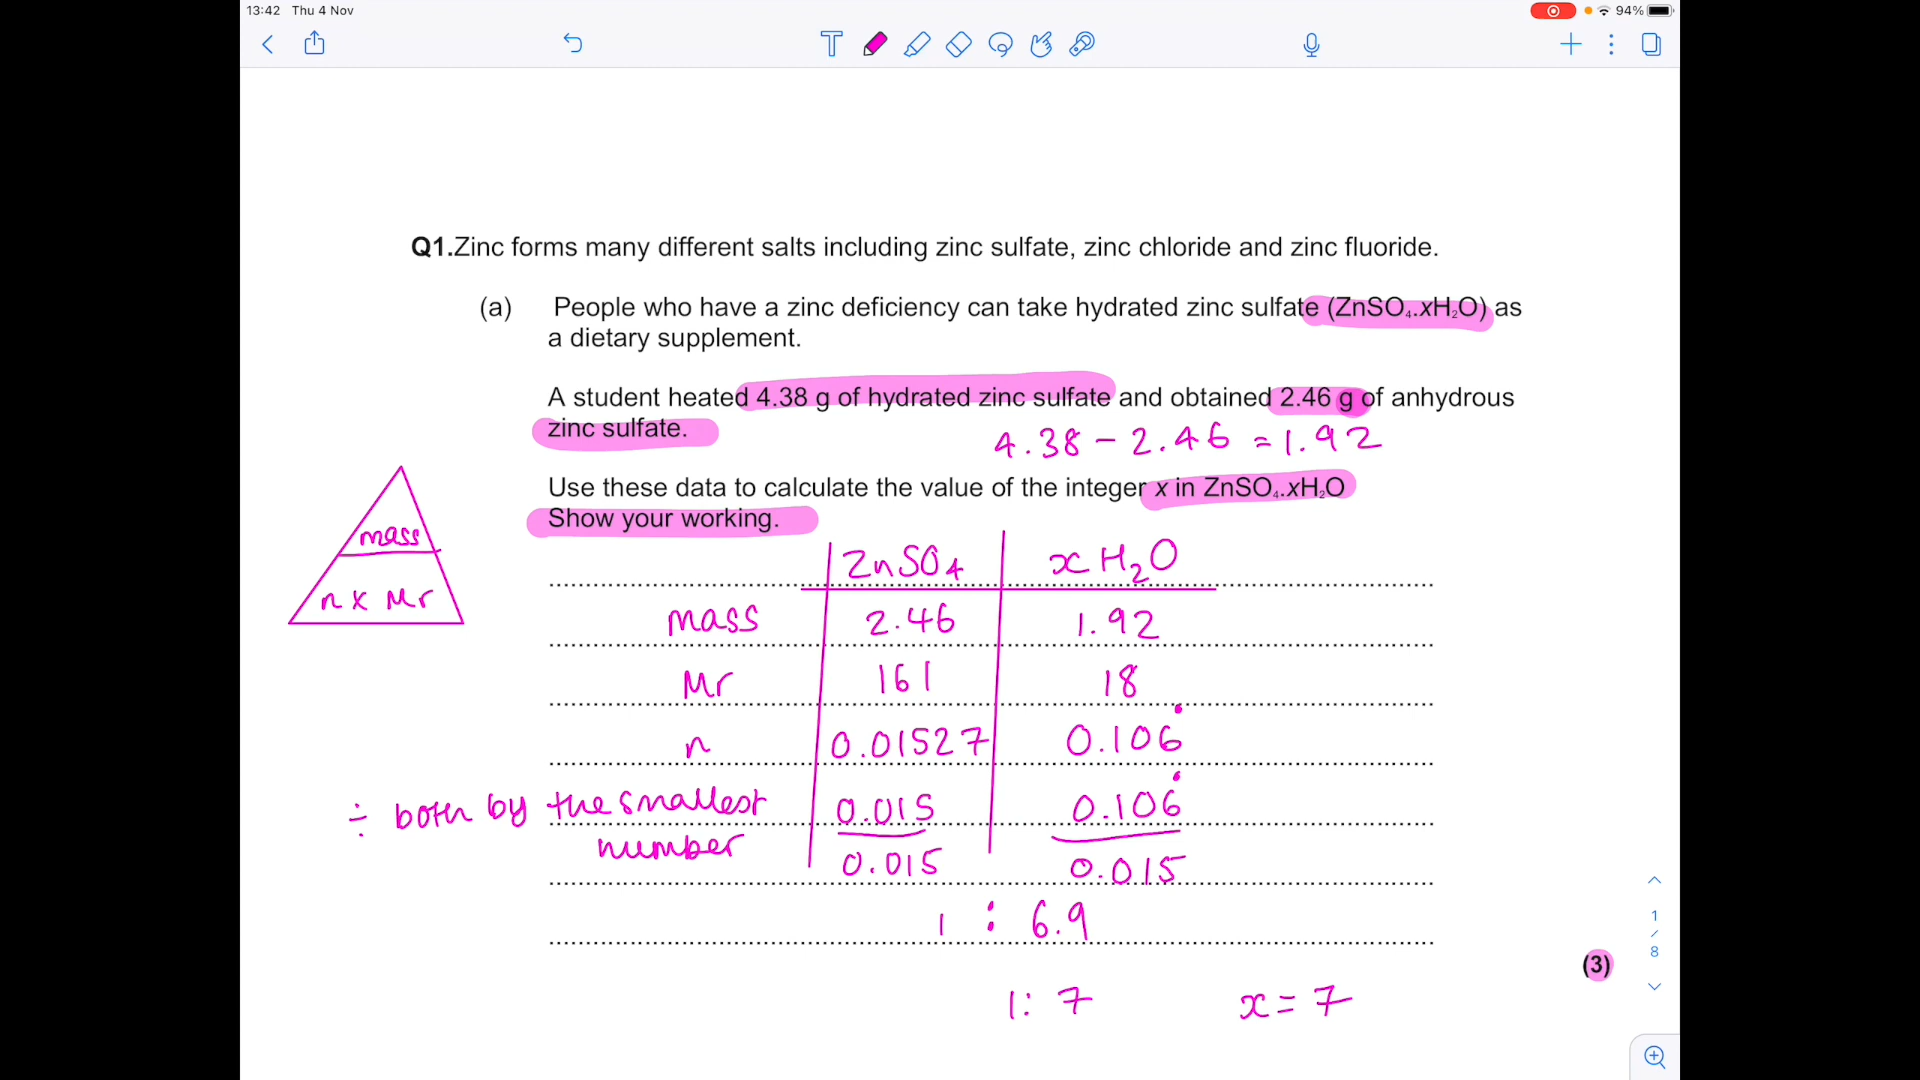 13:42 Thu 4 Nov
94%
T
Q1.Zinc forms many different salts including zinc sulfate, zinc chloride and zinc fluoride.
(a) People who have a zinc deficiency can take hydrated zinc sulfate (ZnSO₄.xH₂O) as
a dietary supplement.
A student heated 4.38 g of hydrated zinc sulfate and obtained 2.46 g of anhydrous
zinc sulfate.
4.38 – 2.46 = 1.92
Use these data to calculate the value of the integer x in ZnSO₄.xH₂O
Show your working.
mass
n x Mr
ZnSO₄ xH₂O
mass 2.46 1.92
Mr 161 18
n 0.01527 0.106̇
÷ both by the smallest number
0.015 0.106̇
0.015 0.015
1 : 6.9
(3)
1 : 7 x = 7
1
/
8